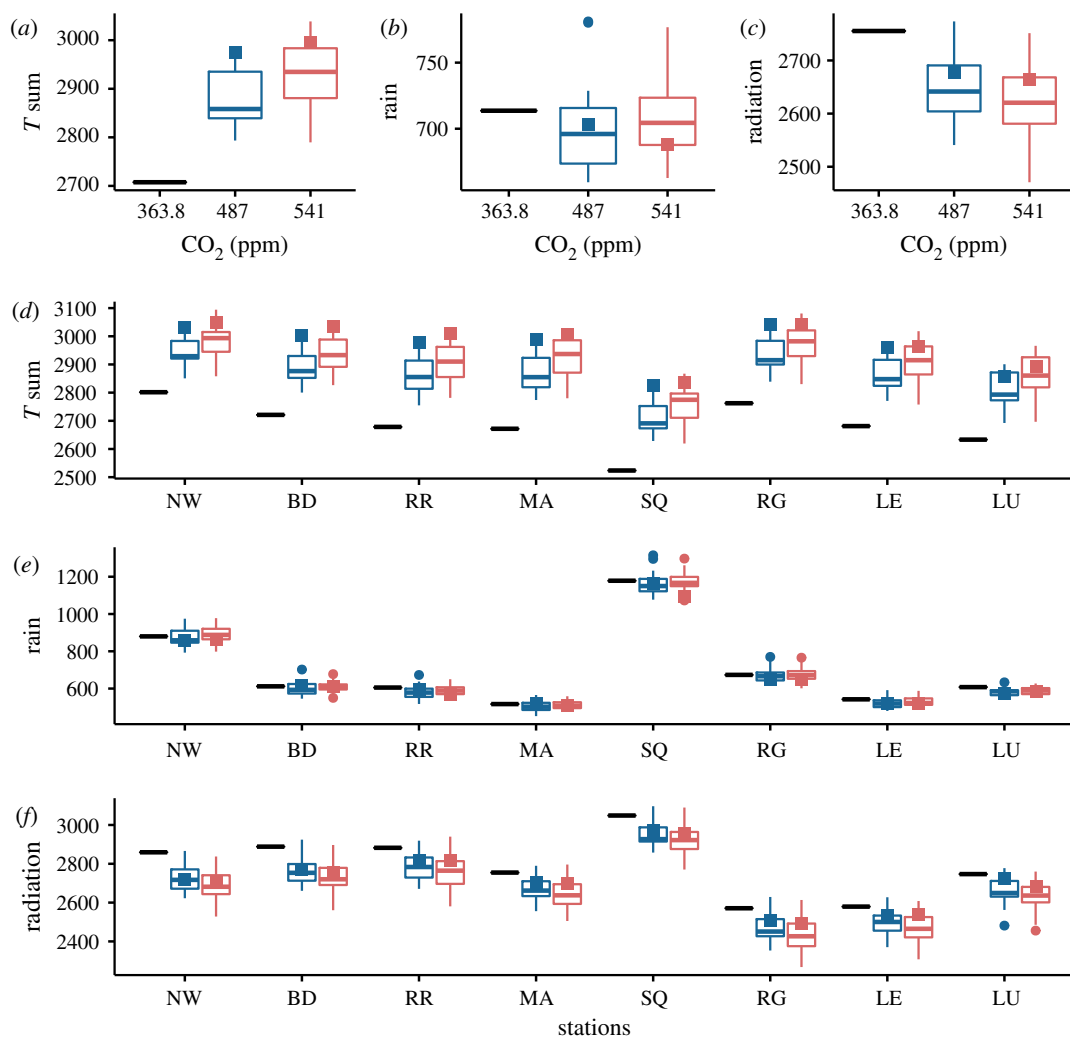 (a)
T sum
3000
2900
2800
2700
363.8 487 541
CO2 (ppm)
(b)
rain
750
700
363.8 487 541
CO2 (ppm)
(c)
radiation
2700
2600
2500
363.8 487 541
CO2 (ppm)
(d)
T sum
3100
3000
2900
2800
2700
2600
2500
NW BD RR MA SQ RG LE LU
(e)
rain
1200
1000
800
600
NW BD RR MA SQ RG LE LU
(f)
radiation
3000
2800
2600
2400
NW BD RR MA SQ RG LE LU
stations